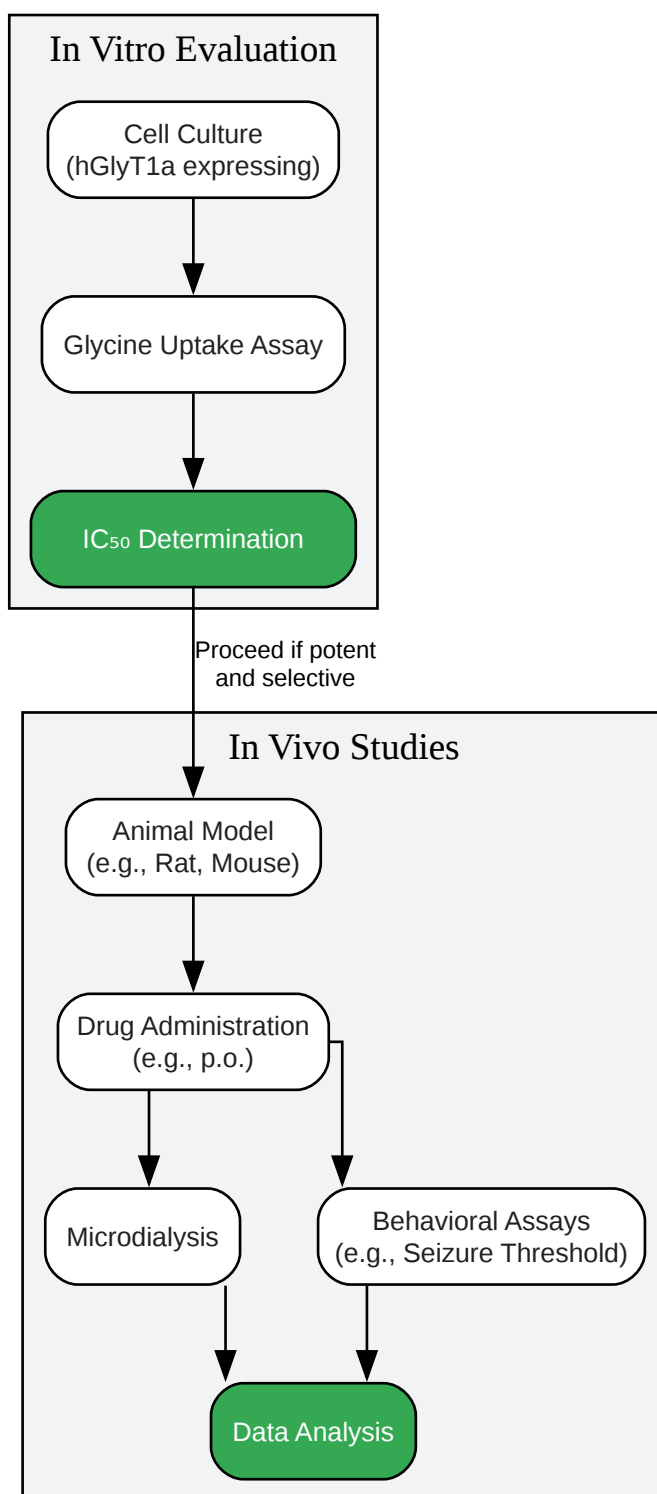 In Vitro Evaluation
Cell Culture
(hGlyT1a expressing)
Glycine Uptake Assay
IC₅₀ Determination
Proceed if potent
and selective
In Vivo Studies
Animal Model
(e.g., Rat, Mouse)
Drug Administration
(e.g., p.o.)
Microdialysis
Behavioral Assays
(e.g., Seizure Threshold)
Data Analysis